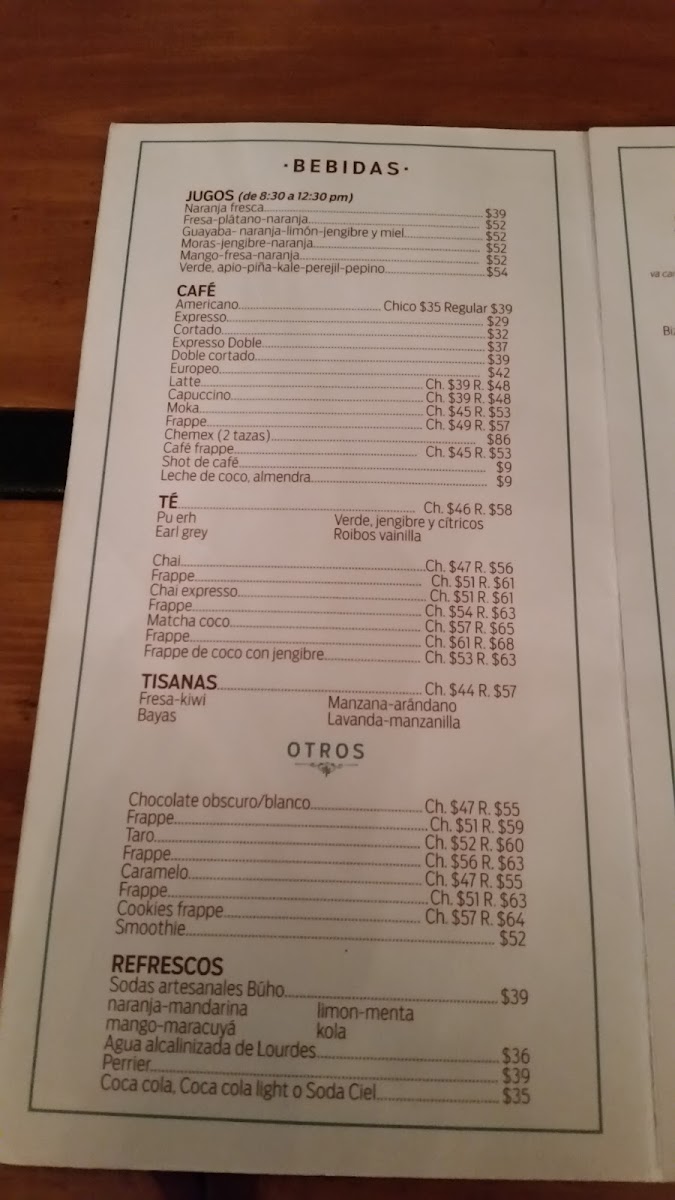 ·BEBIDAS·
JUGOS (de 8:30 a 12:30 pm)
Naranja fresca $39
Fresa-plátano-naranja $52
Guayaba- naranja-limón-jengibre y miel $52
Moras-jengibre-naranja $52
Mango-fresa-naranja $52
Verde, apio-piña-kale-perejil-pepino $54
CAFÉ
Americano Chico $35 Regular $39
Expresso $29
Cortado $32
Expresso Doble $37
Doble cortado $39
Europeo $42
Latte Ch. $39 R. $48
Capuccino Ch. $39 R. $48
Moka Ch. $45 R. $53
Frappe Ch. $49 R. $57
Chemex (2 tazas) $86
Café frappe Ch. $45 R. $53
Shot de café $9
Leche de coco, almendra $9
TÉ Ch. $46 R. $58
Pu erh Verde, jengibre y cítricos
Earl grey Roibos vainilla
Chai Ch. $47 R. $56
Frappe Ch. $51 R. $61
Chai expresso Ch. $51 R. $61
Frappe Ch. $54 R. $63
Matcha coco Ch. $57 R. $65
Frappe Ch. $61 R. $68
Frappe de coco con jengibre Ch. $53 R. $63
TISANAS Ch. $44 R. $57
Fresa-kiwi Manzana-arándano
Bayas Lavanda-manzanilla
OTROS
Chocolate obscuro/blanco Ch. $47 R. $55
Frappe Ch. $51 R. $59
Taro Ch. $52 R. $60
Frappe Ch. $56 R. $63
Caramelo Ch. $47 R. $55
Frappe Ch. $51 R. $63
Cookies frappe Ch. $57 R. $64
Smoothie $52
REFRESCOS
Sodas artesanales Búho $39
naranja-mandarina limon-menta
mango-maracuyá kola
Agua alcalinizada de Lourdes $36
Perrier $39
Coca cola, Coca cola light o Soda Ciel $35